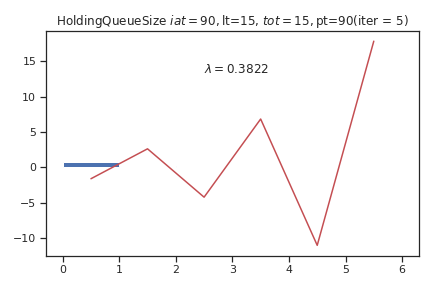 HoldingQueueSize iat = 90, lt=15, tot = 15, pt=90(iter = 5)
λ = 0.3822
15
10
5
0
−5
−10
0 1 2 3 4 5 6